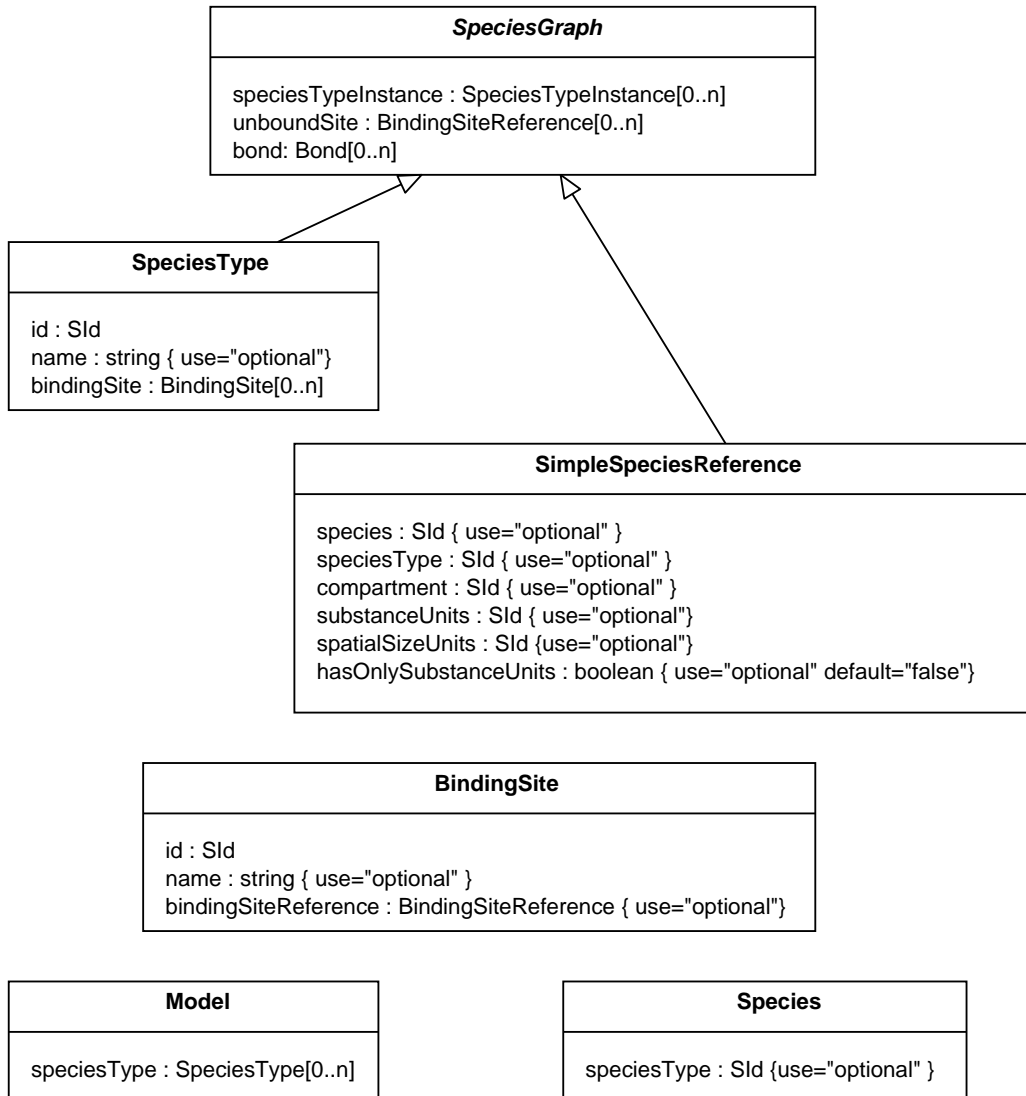 SpeciesGraph
speciesTypeInstance : SpeciesTypeInstance[0..n]
unboundSite : BindingSiteReference[0..n]
bond: Bond[0..n]
SpeciesType
id : SId
name : string { use="optional"}
bindingSite : BindingSite[0..n]
SimpleSpeciesReference
species : SId { use="optional" }
speciesType : SId { use="optional" }
compartment : SId { use="optional" }
substanceUnits : SId { use="optional"}
spatialSizeUnits : SId {use="optional"}
hasOnlySubstanceUnits : boolean { use="optional" default="false"}
BindingSite
id : SId
name : string { use="optional" }
bindingSiteReference : BindingSiteReference { use="optional"}
Model
speciesType : SpeciesType[0..n]
Species
speciesType : SId {use="optional" }